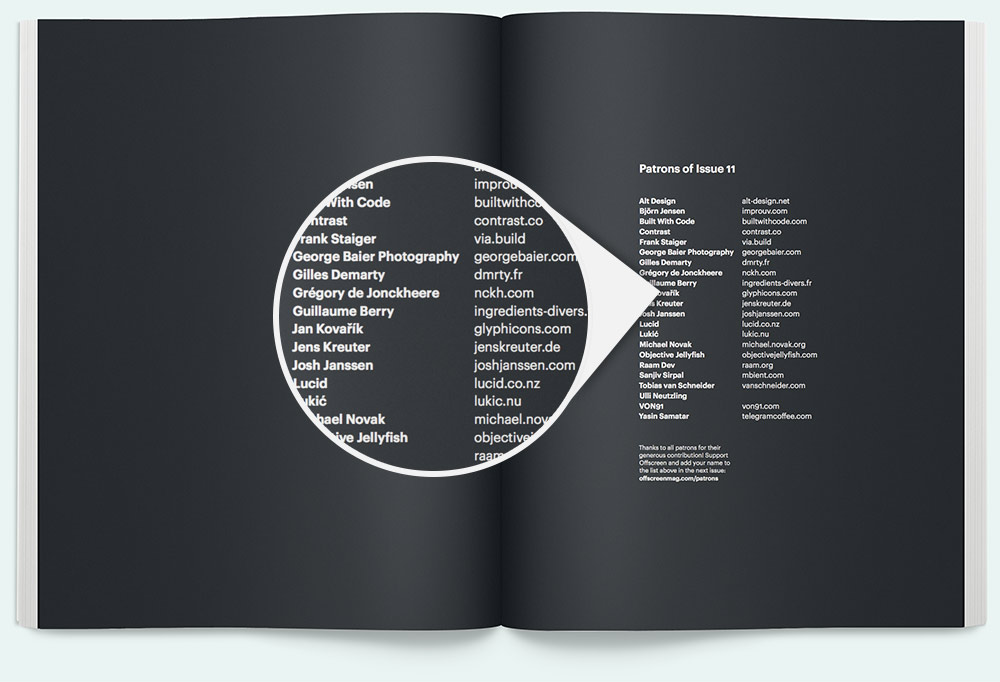 nsen improv
With Code builtwithco
ntrast contrast.co
Frank Staiger via.build
George Baier Photography georgebaier.com
Gilles Demarty dmrty.fr
Grégory de Jonckheere nckh.com
Guillaume Berry ingredients-divers.
Jan Kovařík glyphicons.com
Jens Kreuter jenskreuter.de
Josh Janssen joshjanssen.com
Lucid lucid.co.nz
ukić lukic.nu
hael Novak michael.nova
ive Jellyfish objectivej
raam
Patrons of Issue 11
Alt Design alt-design.net
Björn Jensen improuv.com
Built With Code builtwithcode.com
Contrast contrast.co
Frank Staiger via.build
George Baier Photography georgebaier.com
Gilles Demarty dmrty.fr
Grégory de Jonckheere nckh.com
uillaume Berry ingredients-divers.fr
Kovařík glyphicons.com
ns Kreuter jenskreuter.de
osh Janssen joshjanssen.com
Lucid lucid.co.nz
Lukić lukic.nu
Michael Novak michael.novak.org
Objective Jellyfish objectivejellyfish.com
Raam Dev raam.org
Sanjiv Sirpal mbient.com
Tobias van Schneider vanschneider.com
Ulli Neutzling
VON91 von91.com
Yasin Samatar telegramcoffee.com
Thanks to all patrons for their
generous contribution! Support
Offscreen and add your name to
the list above in the next issue:
offscreenmag.com/patrons